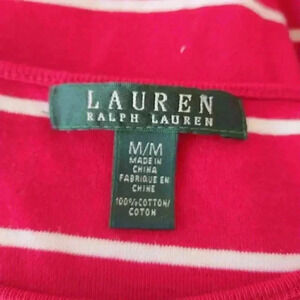 LAUREN
RALPH LAUREN
M/M
MADE IN
CHINA
FABRIQUE EN
CHINE
100%COTTON/
COTON